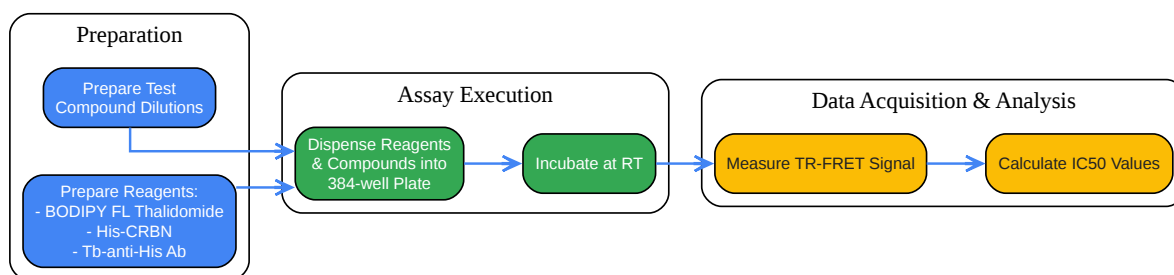 Preparation
Prepare Test
Compound Dilutions
Prepare Reagents:
- BODIPY FL Thalidomide
- His-CRBN
- Tb-anti-His Ab
Assay Execution
Dispense Reagents
& Compounds into
384-well Plate
Incubate at RT
Data Acquisition & Analysis
Measure TR-FRET Signal
Calculate IC50 Values